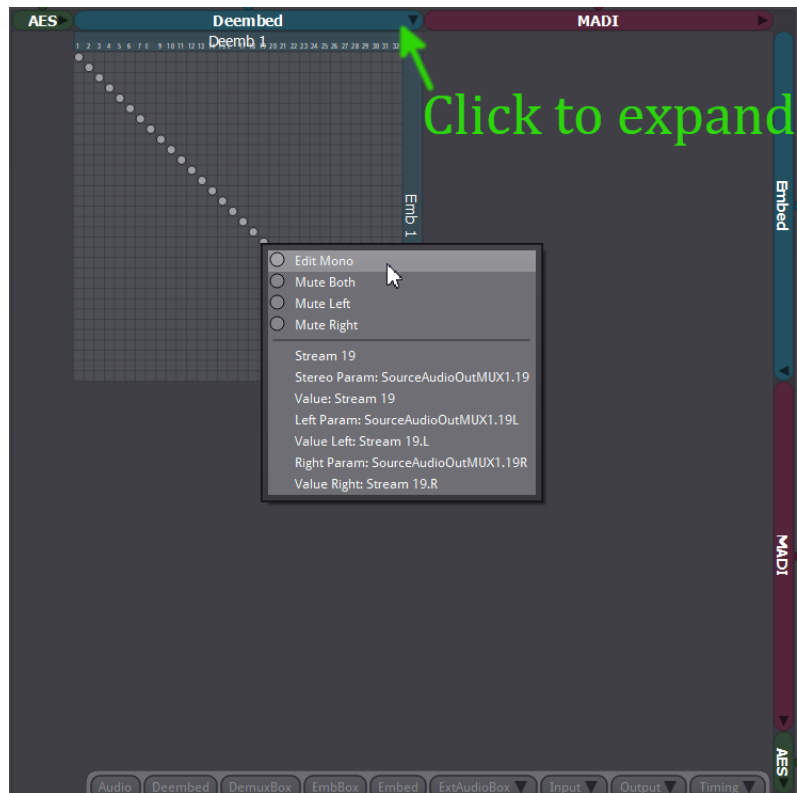 AES Deembed MADI
Deemb 1
1 2 3 4 5 6 7 8 9 10 11 12 13 20 21 22 23 24 25 26 27 28 29 30 31 32
Click to expand
Embed
Emb 1
Edit Mono
Mute Both
Mute Left
Mute Right
Stream 19
Stereo Param: SourceAudioOutMUX1.19
Value: Stream 19
Left Param: SourceAudioOutMUX1.19L
Value Left: Stream 19.L
Right Param: SourceAudioOutMUX1.19R
Value Right: Stream 19.R
MADI
AES
Audio Deembed DemuxBox EmbBox Embed ExtAudioBox Input Output Timing